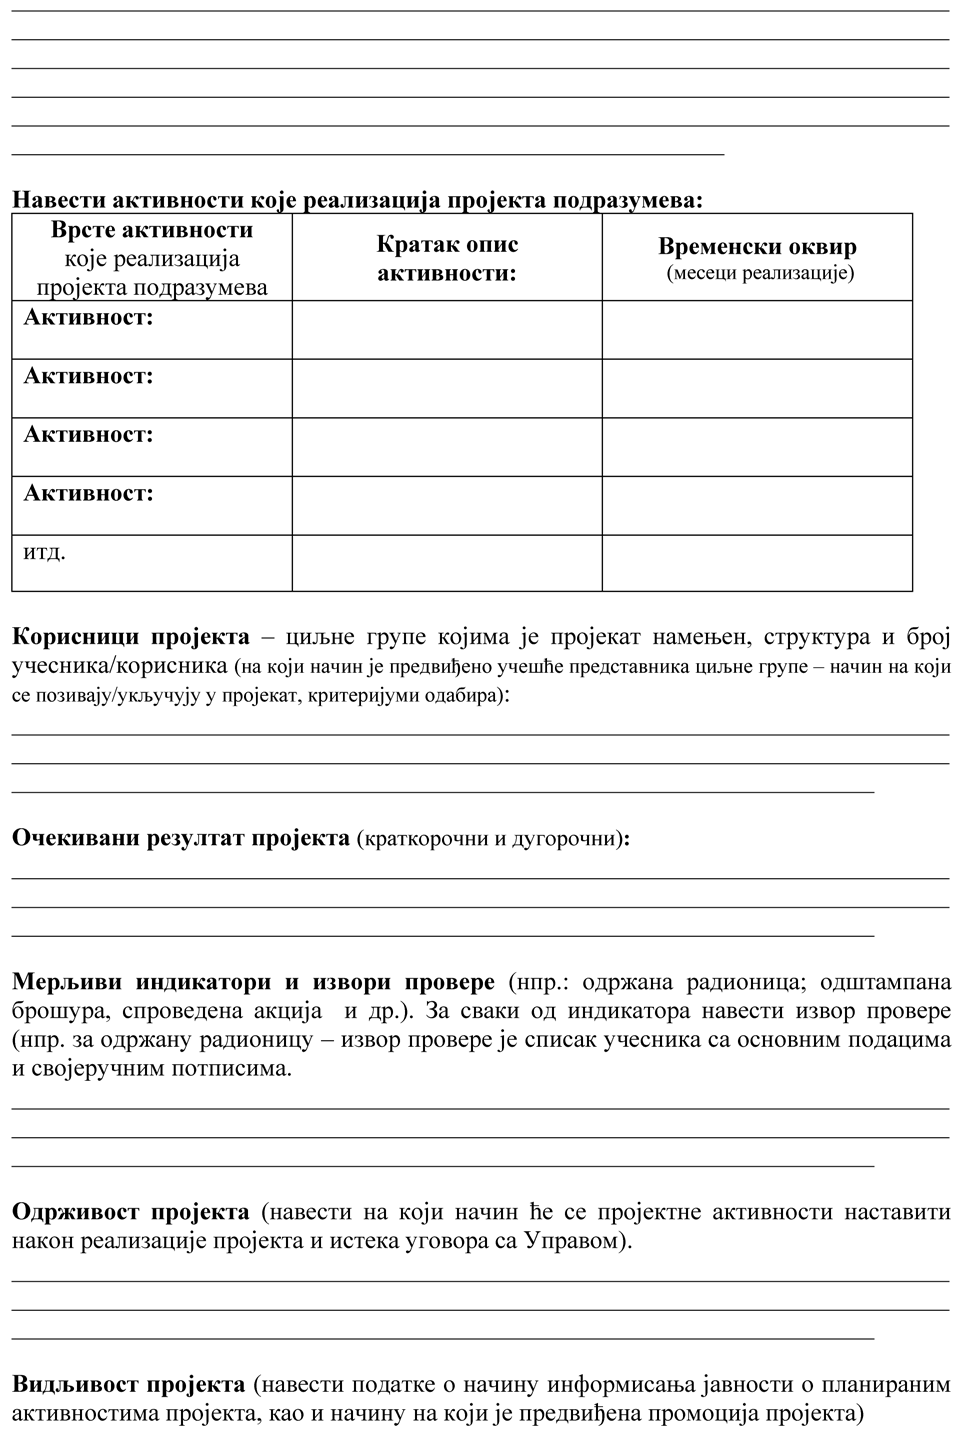 Навести активности које реализација пројекта подразумева:
Врсте активности
које реализација
пројекта подразумева
Кратак опис
активности:
Временски оквир
(месеци реализације)
Активност:
Активност:
Активност:
Активност:
итд.
Корисници пројекта – циљне групе којима је пројекат намењен, структура и број
учесника/корисника (на који начин је предвиђено учешће представника циљне групе – начин на који
се позивају/укључују у пројекат, критеријуми одабира):
Очекивани резултат пројекта (краткорочни и дугорочни):
Мерљиви индикатори и извори провере (нпр.: одржана радионица; одштампана
брошура, спроведена акција и др.). За сваки од индикатора навести извор провере
(нпр. за одржану радионицу – извор провере је списак учесника са основним подацима
и својеручним потписима.
Одрживост пројекта (навести на који начин ће се пројектне активности наставити
након реализације пројекта и истека уговора са Управом).
Видљивост пројекта (навести податке о начину информисања јавности о планираним
активностима пројекта, као и начину на који је предвиђена промоција пројекта)